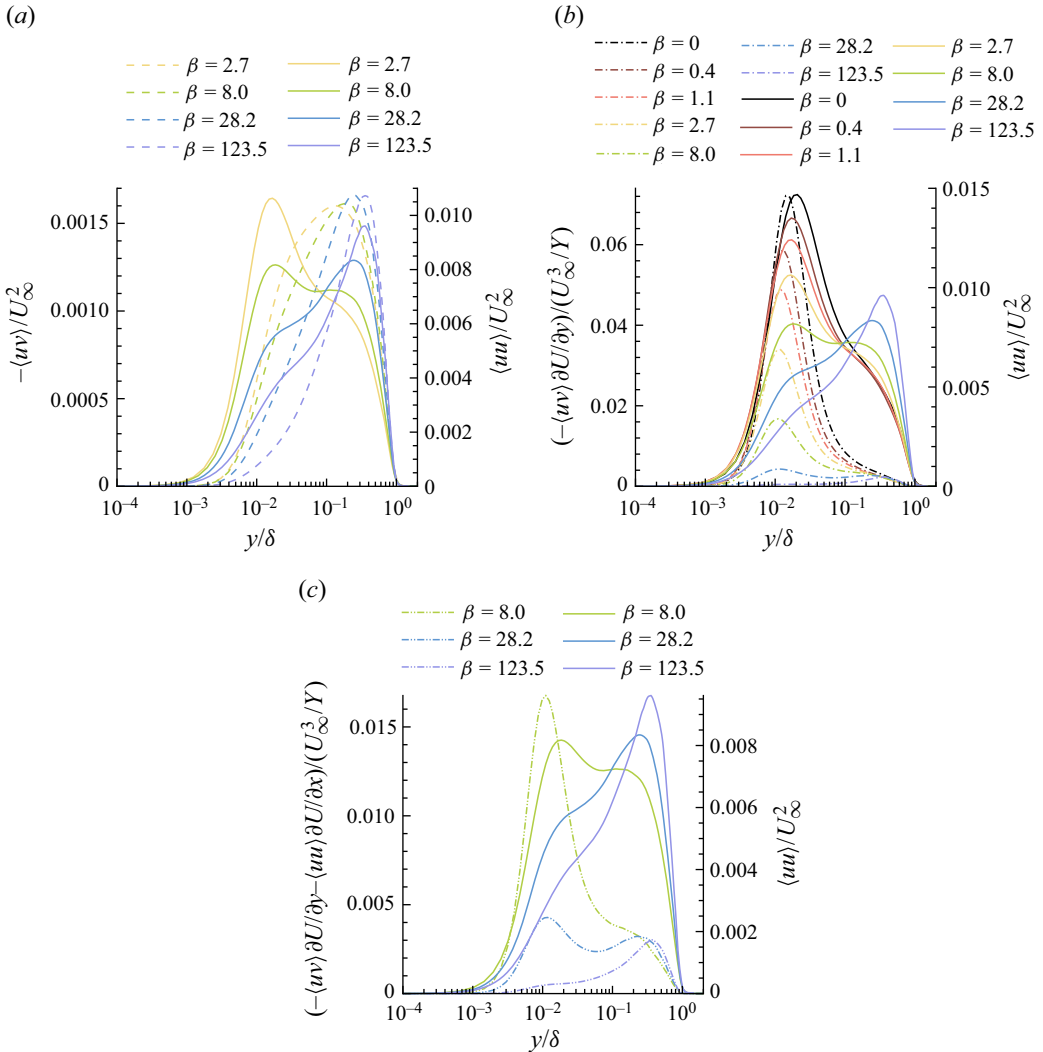 (a)
β = 2.7 β = 2.7
β = 8.0 β = 8.0
β = 28.2 β = 28.2
β = 123.5 β = 123.5
−⟨uv⟩/U∞²
0.0015
0.0010
0.0005
0
0.010
0.008
0.006
0.004
0.002
0
⟨uu⟩/U∞²
10⁻⁴ 10⁻³ 10⁻² 10⁻¹ 10⁰
y/δ
(b)
β = 0 β = 28.2 β = 2.7
β = 0.4 β = 123.5 β = 8.0
β = 1.1 β = 0 β = 28.2
β = 2.7 β = 0.4 β = 123.5
β = 8.0 β = 1.1
(−⟨uv⟩ ∂U/∂y)/(U∞³/Y)
0.06
0.04
0.02
0
0.015
0.010
0.005
0
⟨uu⟩/U∞²
10⁻⁴ 10⁻³ 10⁻² 10⁻¹ 10⁰
y/δ
(c)
β = 8.0 β = 8.0
β = 28.2 β = 28.2
β = 123.5 β = 123.5
(−⟨uv⟩ ∂U/∂y−⟨uu⟩ ∂U/∂x)/(U∞³/Y)
0.015
0.010
0.005
0
0.008
0.006
0.004
0.002
0
⟨uu⟩/U∞²
10⁻⁴ 10⁻³ 10⁻² 10⁻¹ 10⁰
y/δ